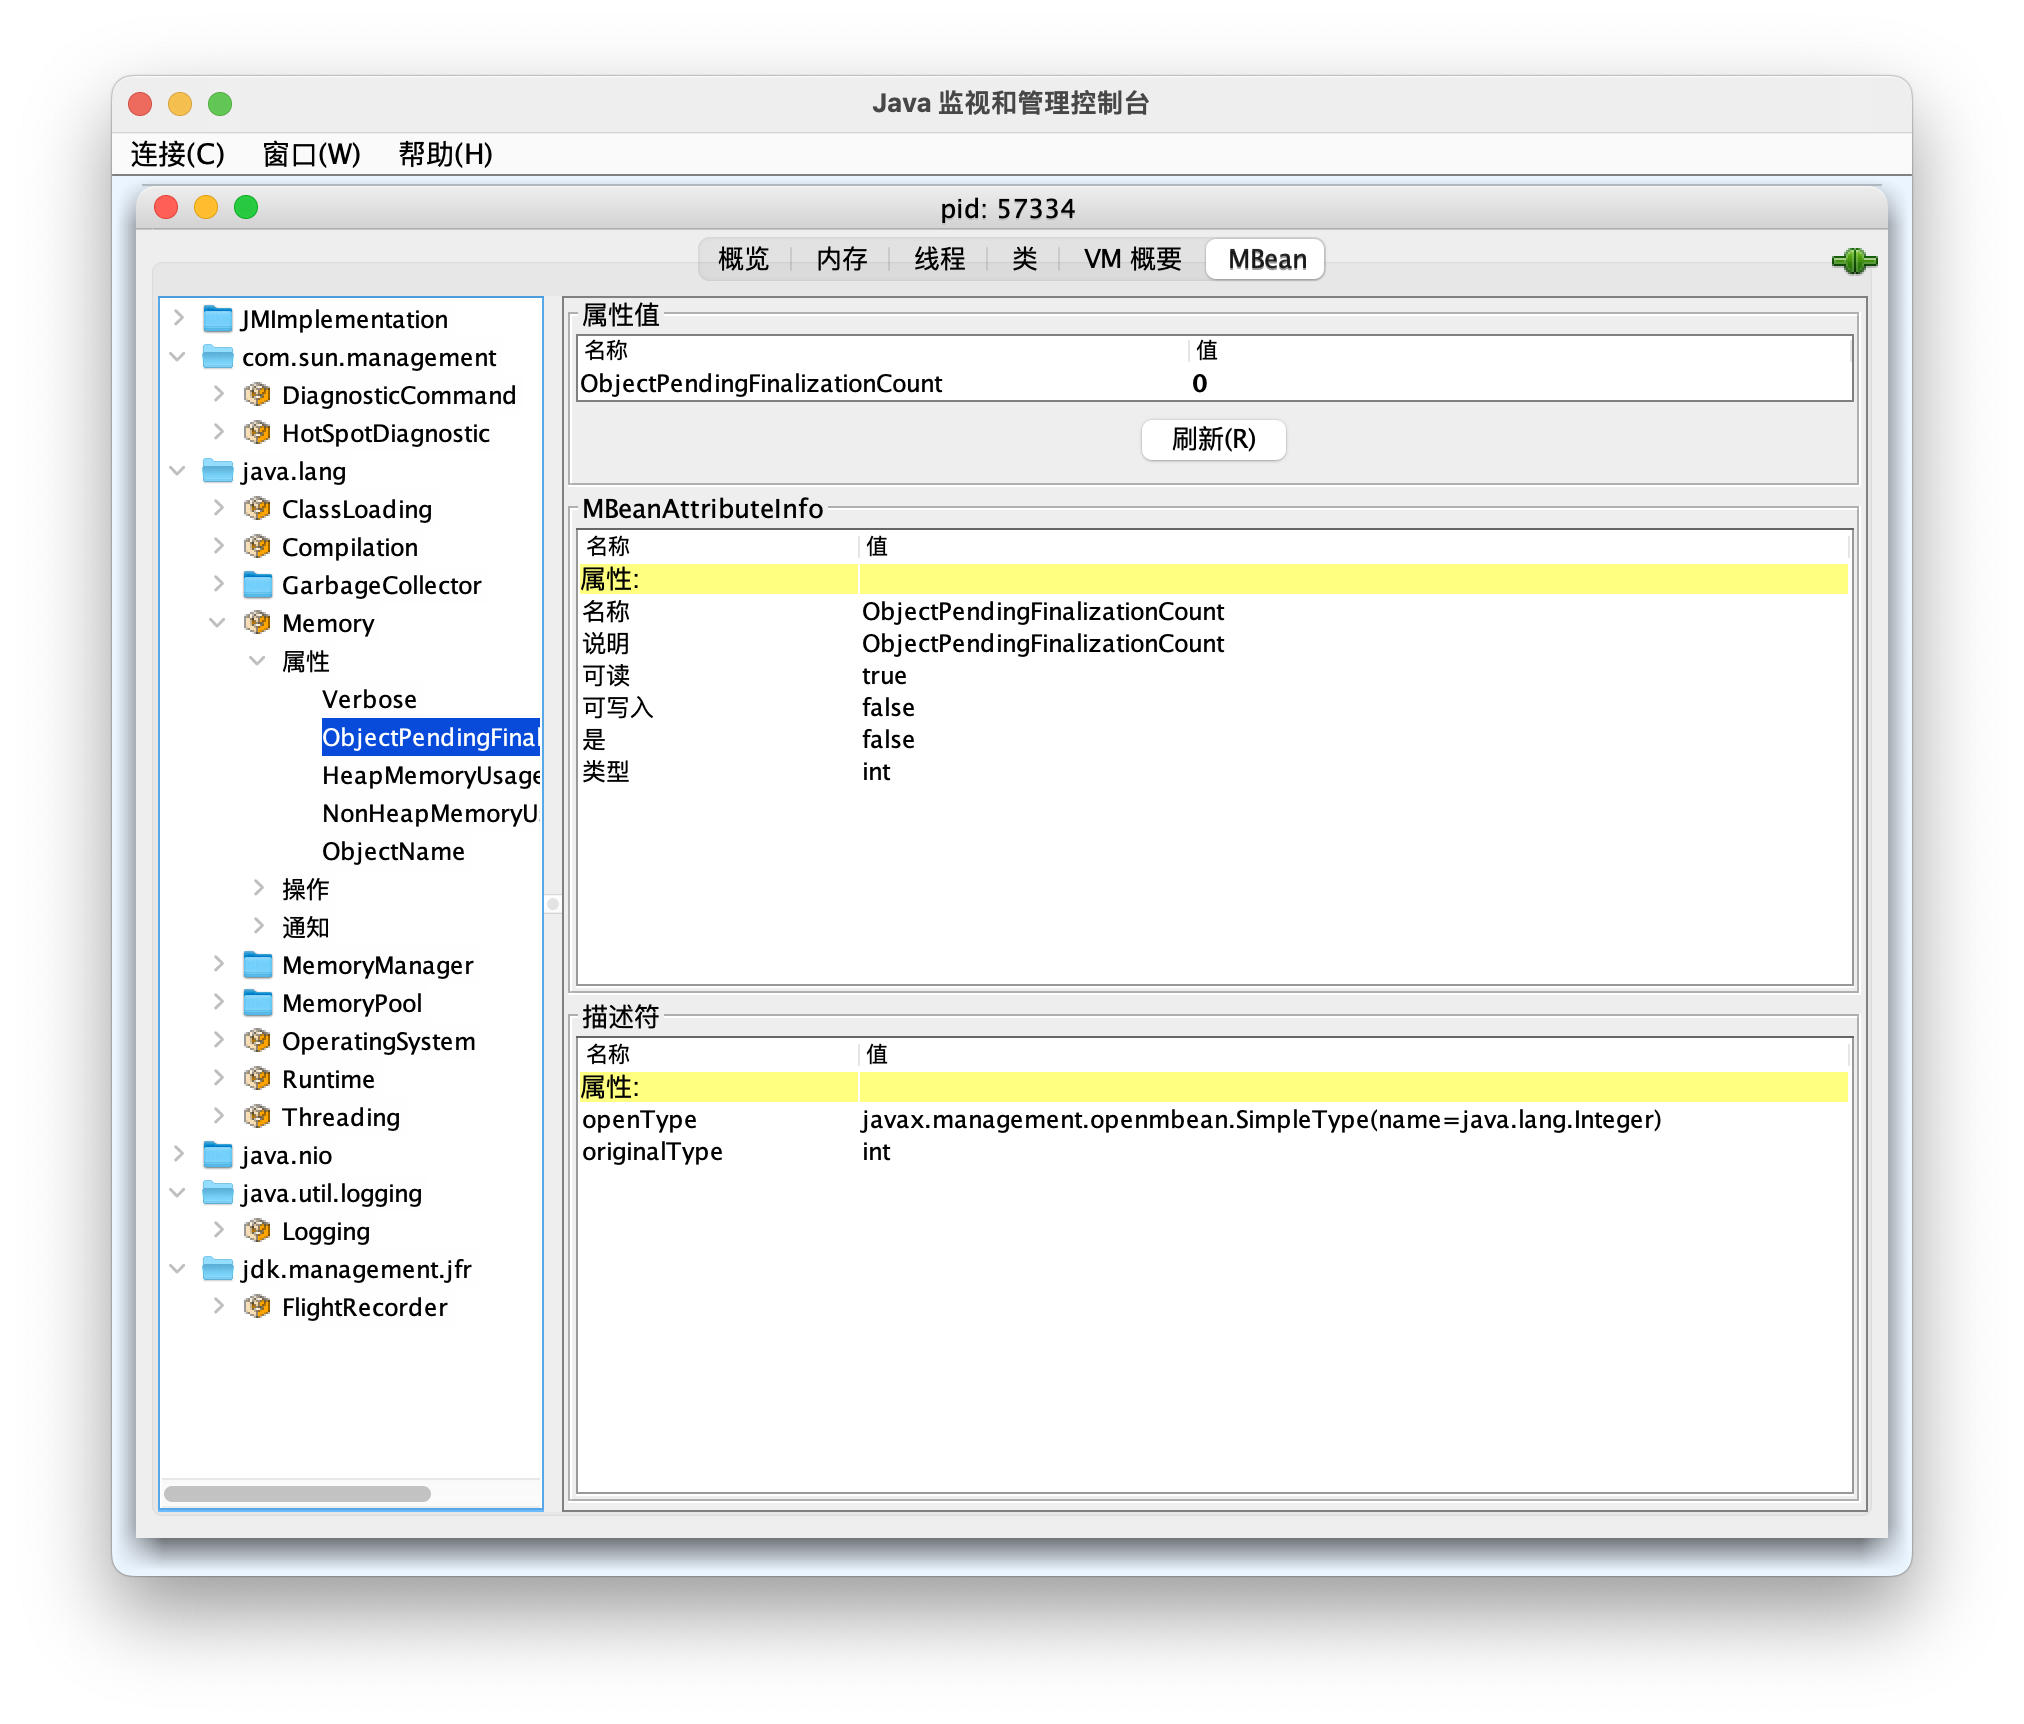 Java 监视和管理控制台
连接(C) 窗口(W) 帮助(H)
pid: 57334
概览 内存 线程 类 VM 概要 MBean
JMImplementation
com.sun.management
DiagnosticCommand
HotSpotDiagnostic
java.lang
ClassLoading
Compilation
GarbageCollector
Memory
属性
Verbose
ObjectPendingFinal
HeapMemoryUsage
NonHeapMemoryU
ObjectName
操作
通知
MemoryManager
MemoryPool
OperatingSystem
Runtime
Threading
java.nio
java.util.logging
Logging
jdk.management.jfr
FlightRecorder
属性值
名称 值
ObjectPendingFinalizationCount 0
刷新(R)
MBeanAttributeInfo
名称 值
属性:
名称 ObjectPendingFinalizationCount
说明 ObjectPendingFinalizationCount
可读 true
可写入 false
是 false
类型 int
描述符
名称 值
属性:
openType javax.management.openmbean.SimpleType(name=java.lang.Integer)
originalType int